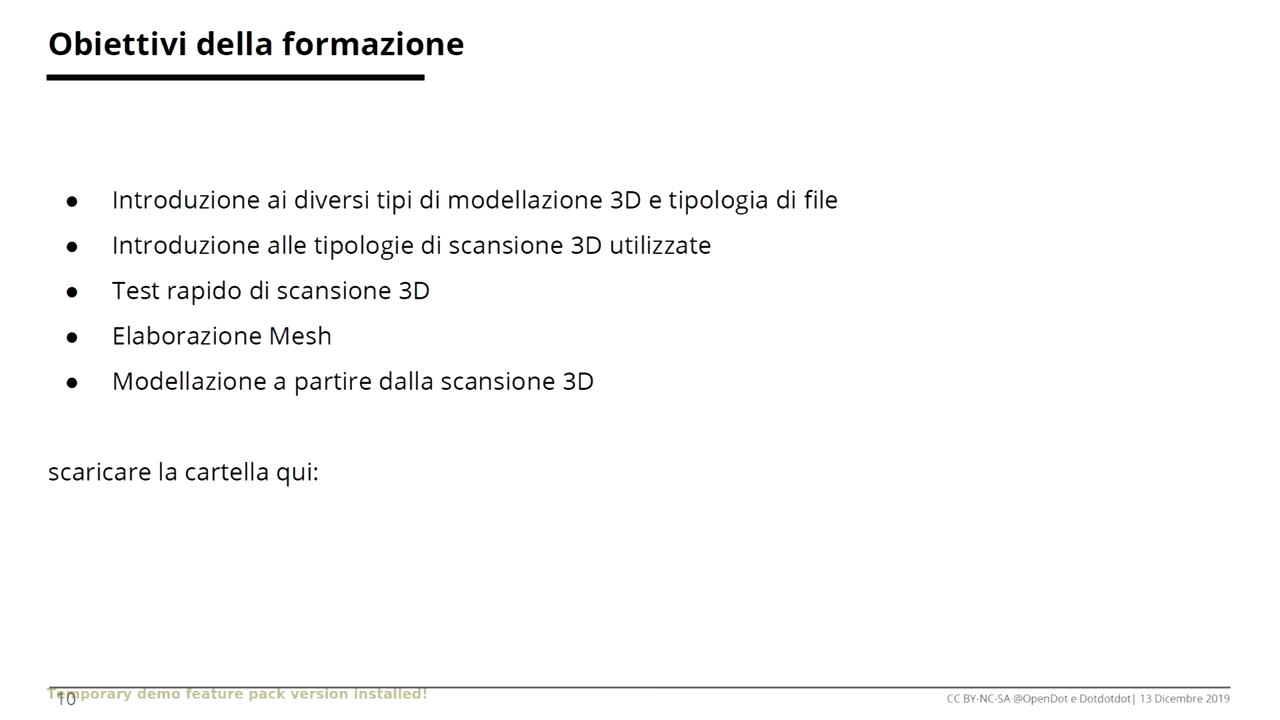 Obiettivi della formazione
● Introduzione ai diversi tipi di modellazione 3D e tipologia di file
● Introduzione alle tipologie di scansione 3D utilizzate
● Test rapido di scansione 3D
● Elaborazione Mesh
● Modellazione a partire dalla scansione 3D
scaricare la cartella qui:
Temporary demo feature pack version installed!
10
CC BY-NC-SA @OpenDot e Dotdotdot| 13 Dicembre 2019